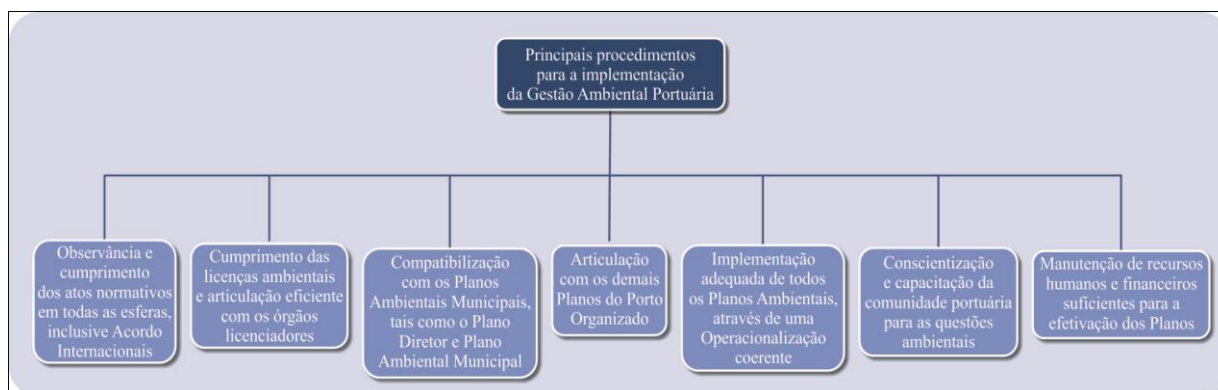 Principais procedimentos
para a implementação
da Gestão Ambiental Portuária
Observância e
cumprimento
dos atos normativos
em todas as esferas,
inclusive Acordo
Internacionais
Cumprimento das
licenças ambientais
e articulação eficiente
com os órgãos
licenciadores
Compatibilização
com os Planos
Ambientais Municipais,
tais como o Plano
Diretor e Plano
Ambiental Municipal
Articulação
com os demais
Planos do Porto
Organizado
Implementação
adequada de todos
os Planos Ambientais,
através de uma
Operacionalização
coerente
Conscientização
e capacitação da
comunidade portuária
para as questões
ambientais
Manutenção de recursos
humanos e financeiros
suficientes para a
efetivação dos Planos